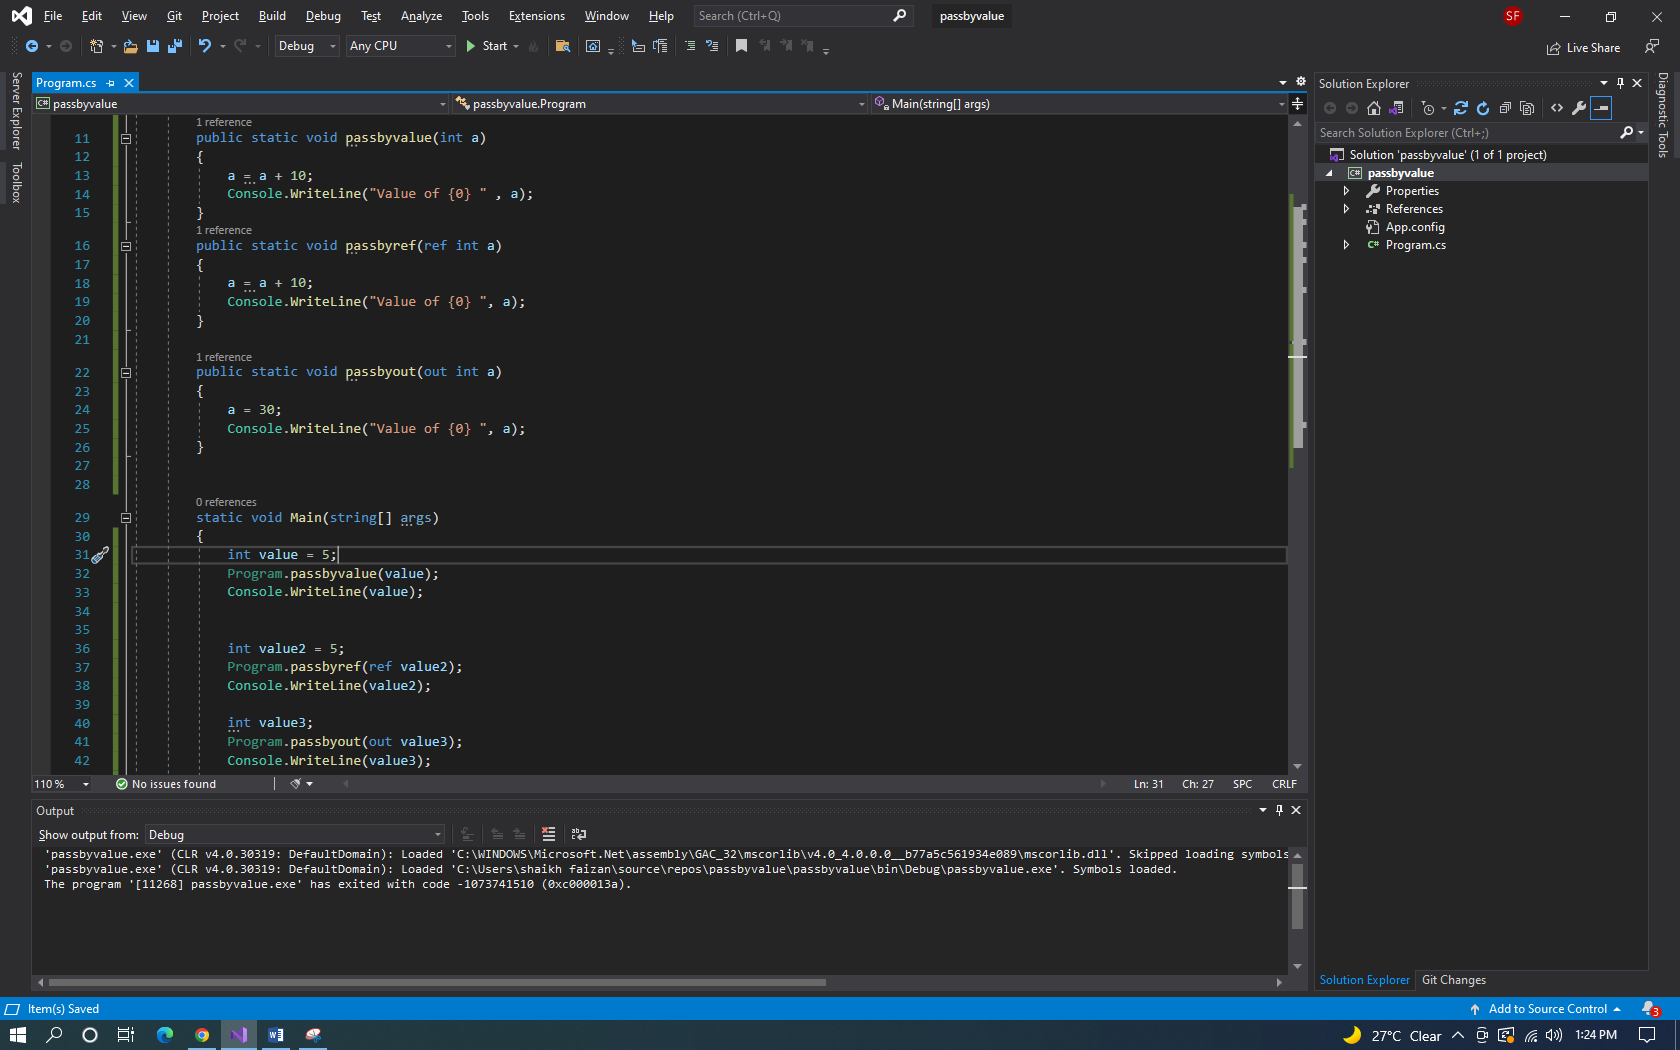 File Edit View Git Project Build Debug Test Analyze Tools Extensions Window Help Search (Ctrl+Q) passbyvalue SF
Debug Any CPU Start Live Share
Server Explorer
Toolbox
Program.cs
passbyvalue passbyvalue.Program Main(string[] args)
1 reference
11 public static void passbyvalue(int a)
12 {
13 a = a + 10;
14 Console.WriteLine("Value of {0} " , a);
15 }
1 reference
16 public static void passbyref(ref int a)
17 {
18 a = a + 10;
19 Console.WriteLine("Value of {0} ", a);
20 }
21
1 reference
22 public static void passbyout(out int a)
23 {
24 a = 30;
25 Console.WriteLine("Value of {0} ", a);
26 }
27
28
0 references
29 static void Main(string[] args)
30 {
31 int value = 5;
32 Program.passbyvalue(value);
33 Console.WriteLine(value);
34
35
36 int value2 = 5;
37 Program.passbyref(ref value2);
38 Console.WriteLine(value2);
39
40 int value3;
41 Program.passbyout(out value3);
42 Console.WriteLine(value3);
110 % No issues found Ln: 31 Ch: 27 SPC CRLF
Output
Show output from: Debug
'passbyvalue.exe' (CLR v4.0.30319: DefaultDomain): Loaded 'C:\WINDOWS\Microsoft.Net\assembly\GAC_32\mscorlib\v4.0_4.0.0.0__b77a5c561934e089\mscorlib.dll'. Skipped loading symbols
'passbyvalue.exe' (CLR v4.0.30319: DefaultDomain): Loaded 'C:\Users\shaikh faizan\source\repos\passbyvalue\passbyvalue\bin\Debug\passbyvalue.exe'. Symbols loaded.
The program '[11268] passbyvalue.exe' has exited with code -1073741510 (0xc000013a).
Solution Explorer
Search Solution Explorer (Ctrl+;)
Solution 'passbyvalue' (1 of 1 project)
C# passbyvalue
Properties
References
App.config
C# Program.cs
Solution Explorer Git Changes
Diagnostic Tools
Item(s) Saved Add to Source Control 3
27°C Clear 1:24 PM